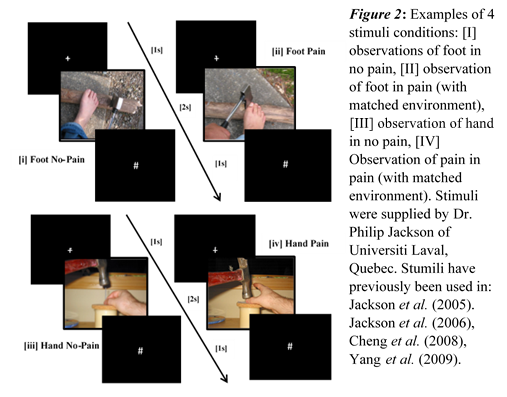 [1s]
+
+
[ii] Foot Pain
[2s]
[i] Foot No-Pain
#
[1s]
#
[1s]
+
+
[iv] Hand Pain
[2s]
[iii] Hand No-Pain
#
[1s]
#
Figure 2: Examples of 4
stimuli conditions: [I]
observations of foot in
no pain, [II] observation
of foot in pain (with
matched environment),
[III] observation of hand
in no pain, [IV]
Observation of pain in
pain (with matched
environment). Stimuli
were supplied by Dr.
Philip Jackson of
Universiti Laval,
Quebec. Stumili have
previously been used in:
Jackson et al. (2005).
Jackson et al. (2006),
Cheng et al. (2008),
Yang et al. (2009).